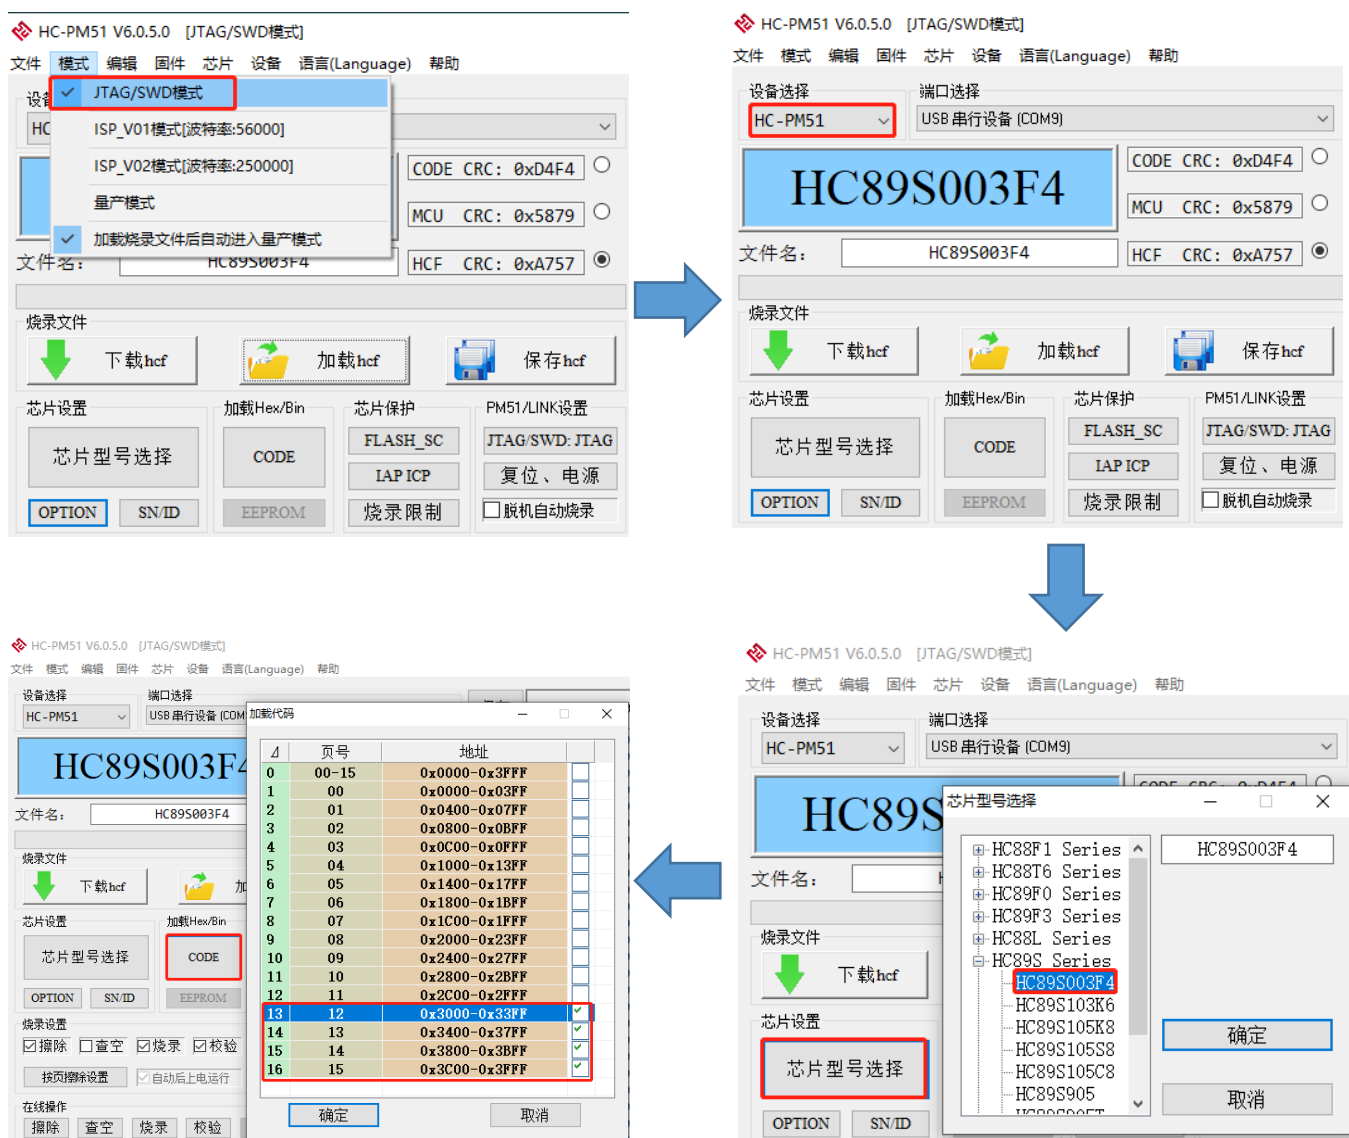 HC-PM51 V6.0.5.0 [JTAG/SWD模式]
文件 模式 编辑 固件 芯片 设备 语言(Language) 帮助
JTAG/SWD模式
ISP_V01模式[波特率:56000]
ISP_V02模式[波特率:250000]
量产模式
加载烧录文件后自动进入量产模式
CODE CRC: 0xD4F4
MCU CRC: 0x5879
文件名: HC89S003F4
HCF CRC: 0xA757
烧录文件
下载hcf 加载hcf 保存hcf
芯片设置 加载Hex/Bin 芯片保护 PM51/LINK设置
芯片型号选择 CODE FLASH_SC JTAG/SWD: JTAG
IAP ICP 复位、电源
OPTION SN/ID EEPROM 烧录限制 脱机自动烧录
HC-PM51 V6.0.5.0 [JTAG/SWD模式]
文件 模式 编辑 固件 芯片 设备 语言(Language) 帮助
设备选择 端口选择
HC-PM51 USB 串行设备 (COM9)
HC89S003F4
CODE CRC: 0xD4F4
MCU CRC: 0x5879
文件名: HC89S003F4 HCF CRC: 0xA757
烧录文件
下载hcf 加载hcf 保存hcf
芯片设置 加载Hex/Bin 芯片保护 PM51/LINK设置
芯片型号选择 CODE FLASH_SC JTAG/SWD: JTAG
IAP ICP 复位、电源
OPTION SN/ID EEPROM 烧录限制 脱机自动烧录
HC-PM51 V6.0.5.0 [JTAG/SWD模式]
文件 模式 编辑 固件 芯片 设备 语言(Language) 帮助
设备选择 端口选择
HC-PM51 USB 串行设备 (COM9)
HC89S
文件名:
烧录文件
下载hcf
芯片设置
芯片型号选择
OPTION SN/ID
芯片型号选择
HC88F1 Series HC89S003F4
HC88T6 Series
HC89F0 Series
HC89F3 Series
HC88L Series
HC89S Series
HC89S003F4
HC89S103K6
HC89S105K8 确定
HC89S105S8
HC89S105C8
HC89S905 取消
HC-PM51 V6.0.5.0 [JTAG/SWD模式]
文件 模式 编辑 固件 芯片 设备 语言(Language) 帮助
设备选择 端口选择
HC-PM51 USB 串行设备 (COM
HC89S003F4
文件名: HC89S003F4
烧录文件
下载hcf 加
芯片设置 加载Hex/Bin
芯片型号选择 CODE
OPTION SN/ID EEPROM
烧录设置
擦除 查空 烧录 校验
按页擦除设置 自动后上电运行
在线操作
擦除 查空 烧录 校验
加载代码
页号 地址
0 00-15 0x0000-0x3FFF
1 00 0x0000-0x03FF
2 01 0x0400-0x07FF
3 02 0x0800-0x0BFF
4 03 0x0C00-0x0FFF
5 04 0x1000-0x13FF
6 05 0x1400-0x17FF
7 06 0x1800-0x1BFF
8 07 0x1C00-0x1FFF
9 08 0x2000-0x23FF
10 09 0x2400-0x27FF
11 10 0x2800-0x2BFF
12 11 0x2C00-0x2FFF
13 12 0x3000-0x33FF
14 13 0x3400-0x37FF
15 14 0x3800-0x3BFF
16 15 0x3C00-0x3FFF
确定 取消